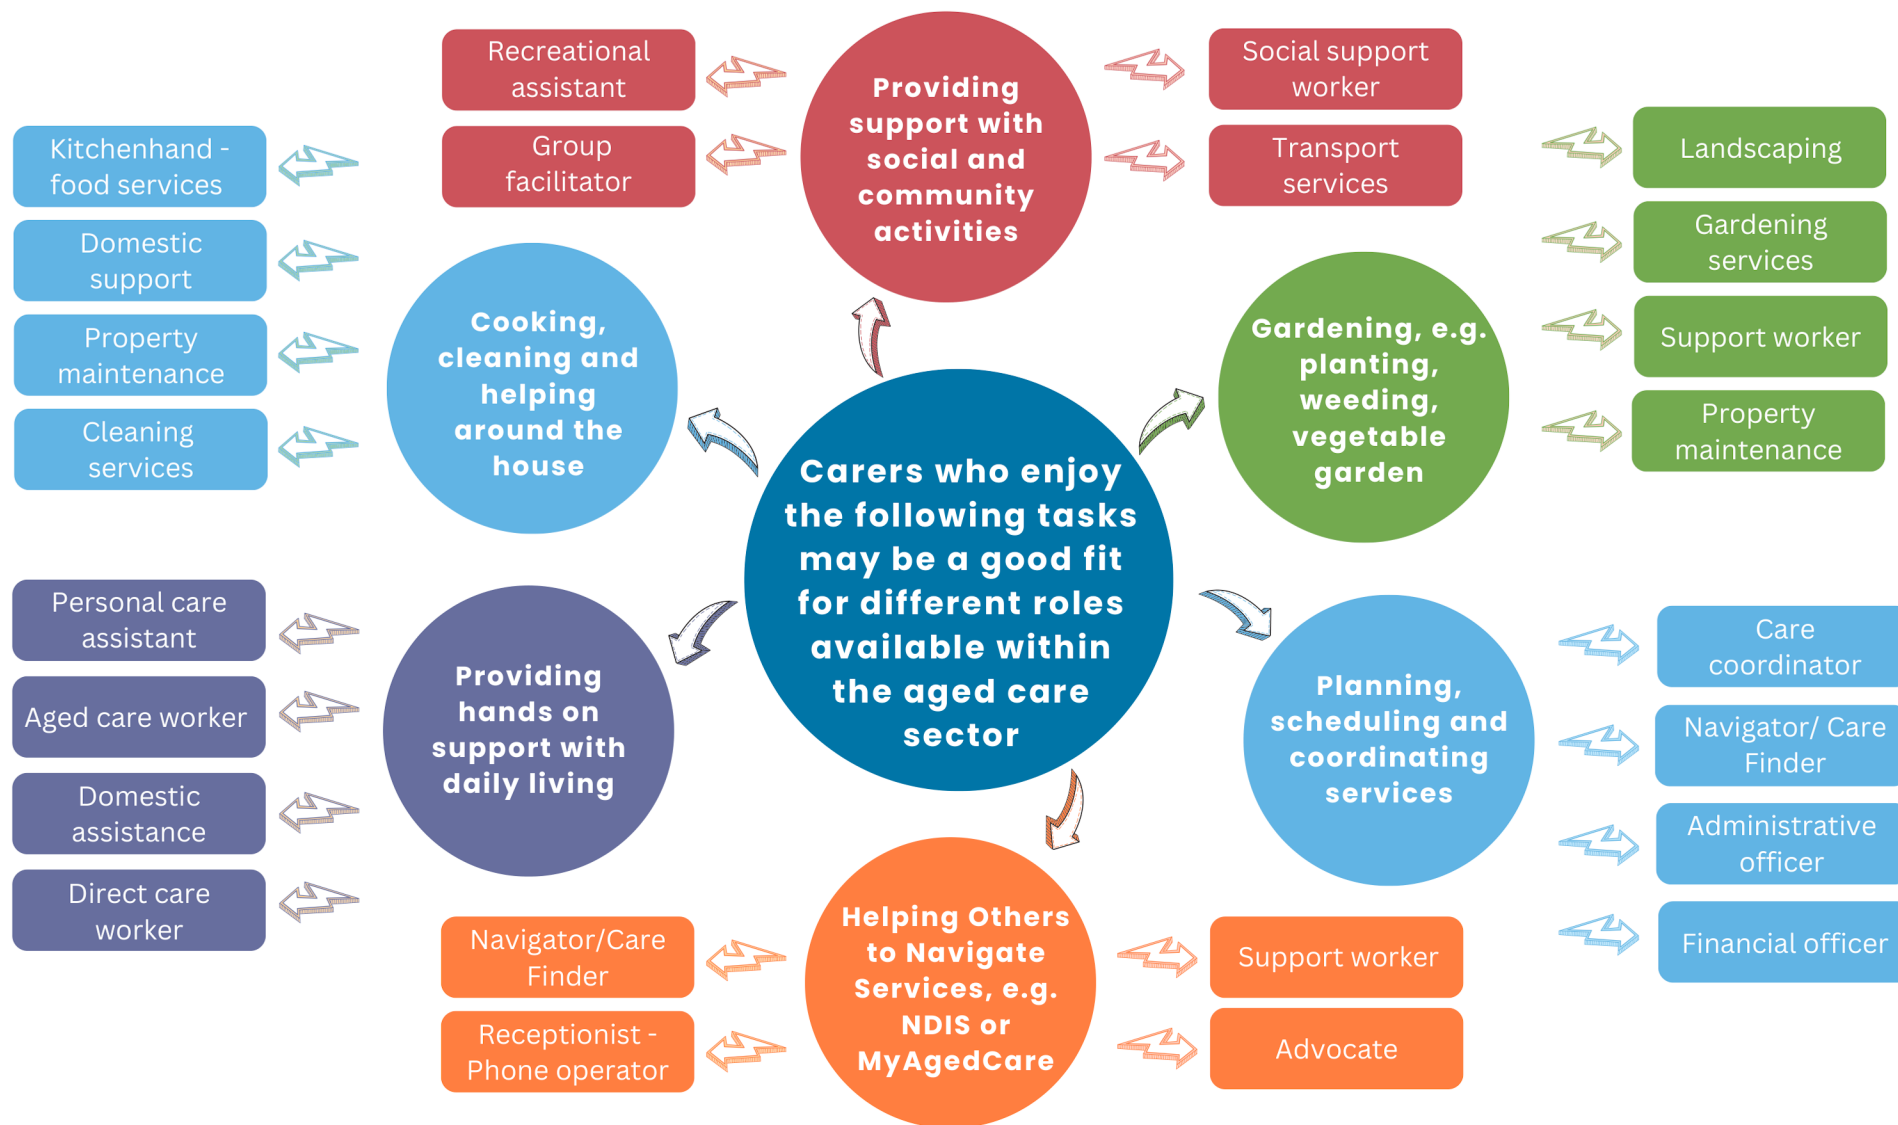 Recreational
assistant
Group
facilitator
Providing
support with
social and
community
activities
Social support
worker
Transport
services
Kitchenhand -
food services
Domestic
support
Property
maintenance
Cleaning
services
Cooking,
cleaning and
helping
around the
house
Gardening, e.g.
planting,
weeding,
vegetable
garden
Landscaping
Gardening
services
Support worker
Property
maintenance
Carers who enjoy
the following tasks
may be a good fit
for different roles
available within
the aged care
sector
Personal care
assistant
Aged care worker
Domestic
assistance
Direct care
worker
Providing
hands on
support with
daily living
Planning,
scheduling and
coordinating
services
Care
coordinator
Navigator/ Care
Finder
Administrative
officer
Financial officer
Navigator/Care
Finder
Receptionist -
Phone operator
Helping Others
to Navigate
Services, e.g.
NDIS or
MyAgedCare
Support worker
Advocate